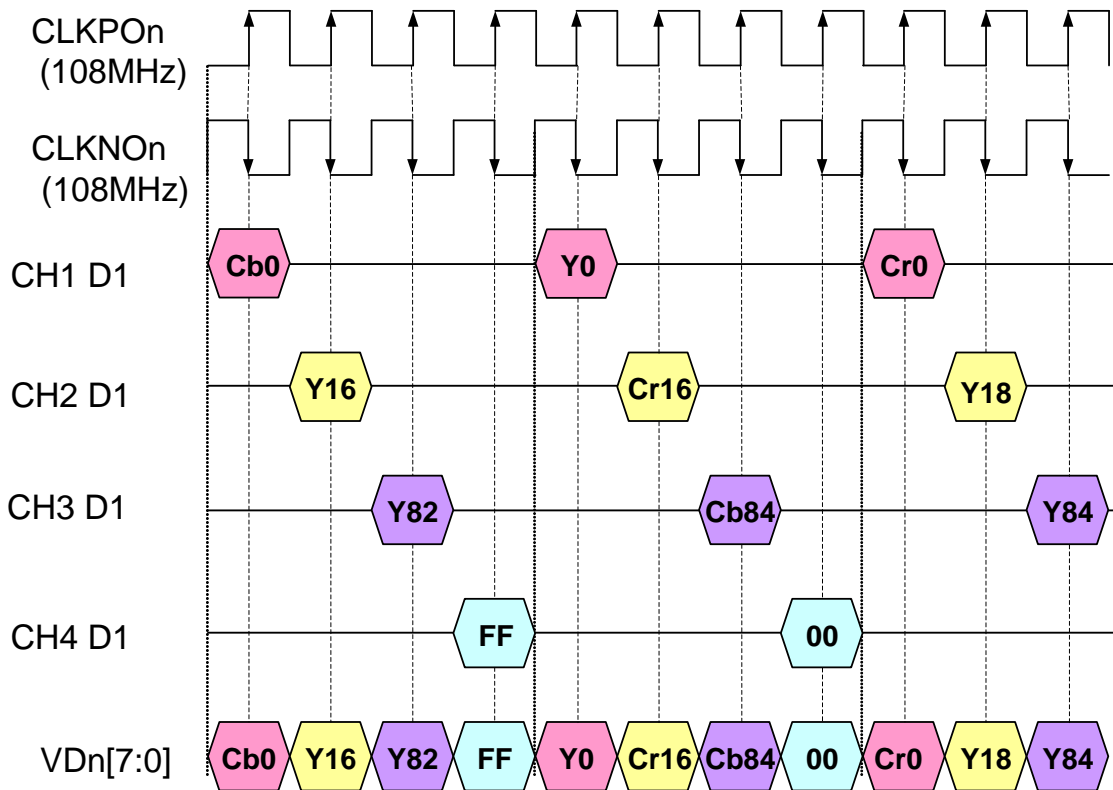 CLKPOn
(108MHz)
CLKNOn
(108MHz)
CH1 D1 Cb0 Y0 Cr0
CH2 D1 Y16 Cr16 Y18
CH3 D1 Y82 Cb84 Y84
CH4 D1 FF 00
VDn[7:0] Cb0 Y16 Y82 FF Y0 Cr16 Cb84 00 Cr0 Y18 Y84